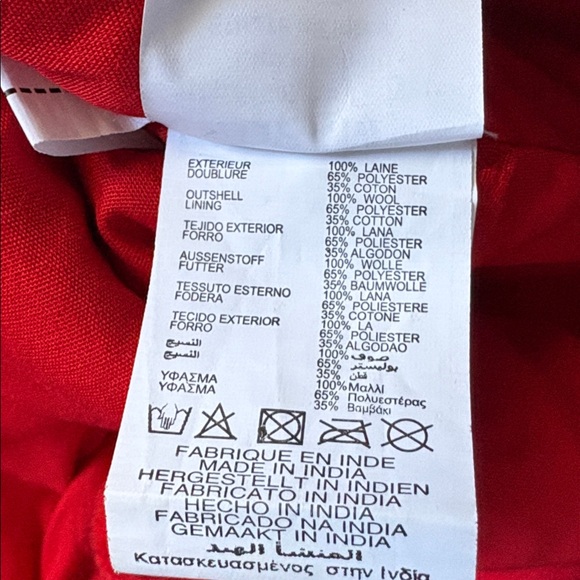 EXTERIEUR 100% LAINE
DOUBLURE 65% POLYESTER
35% COTON
OUTSHELL 100% WOOL
LINING 65% POLYESTER
35% COTTON
TEJIDO EXTERIOR 100% LANA
FORRO 65% POLIESTER
35% ALGODON
AUSSENSTOFF 100% WOLLE
FUTTER 65% POLYESTER
35% BAUMWOLLE
TESSUTO ESTERNO 100% LANA
FODERA 65% POLIESTERE
35% COTONE
TECIDO EXTERIOR 100% LA
FORRO 65% POLIESTER
35% ALGODAO
النسيج 100% صوف
النسيج 65% بوليستر
35% قطن
ΥΦΑΣΜΑ 100% Μαλλί
ΥΦΑΣΜΑ 65% Πολυεστέρας
35% Βαμβάκι
FABRIQUE EN INDE
MADE IN INDIA
HERGESTELLT IN INDIEN
FABRICATO IN INDIA
HECHO IN INDIA
FABRICADO NA INDIA
GEMAAKT IN INDIA
الهند
Κατασκευασμένος στην Ινδία